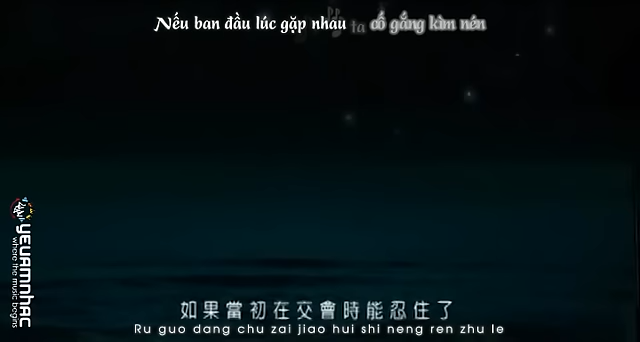 Nếu ban đầu lúc gặp nhau ta cố gắng kìm nén
YEUAMNHAC
where the music begins
如果當初在交會時能忍住了
Ru guo dang chu zai jiao hui shi neng ren zhu le